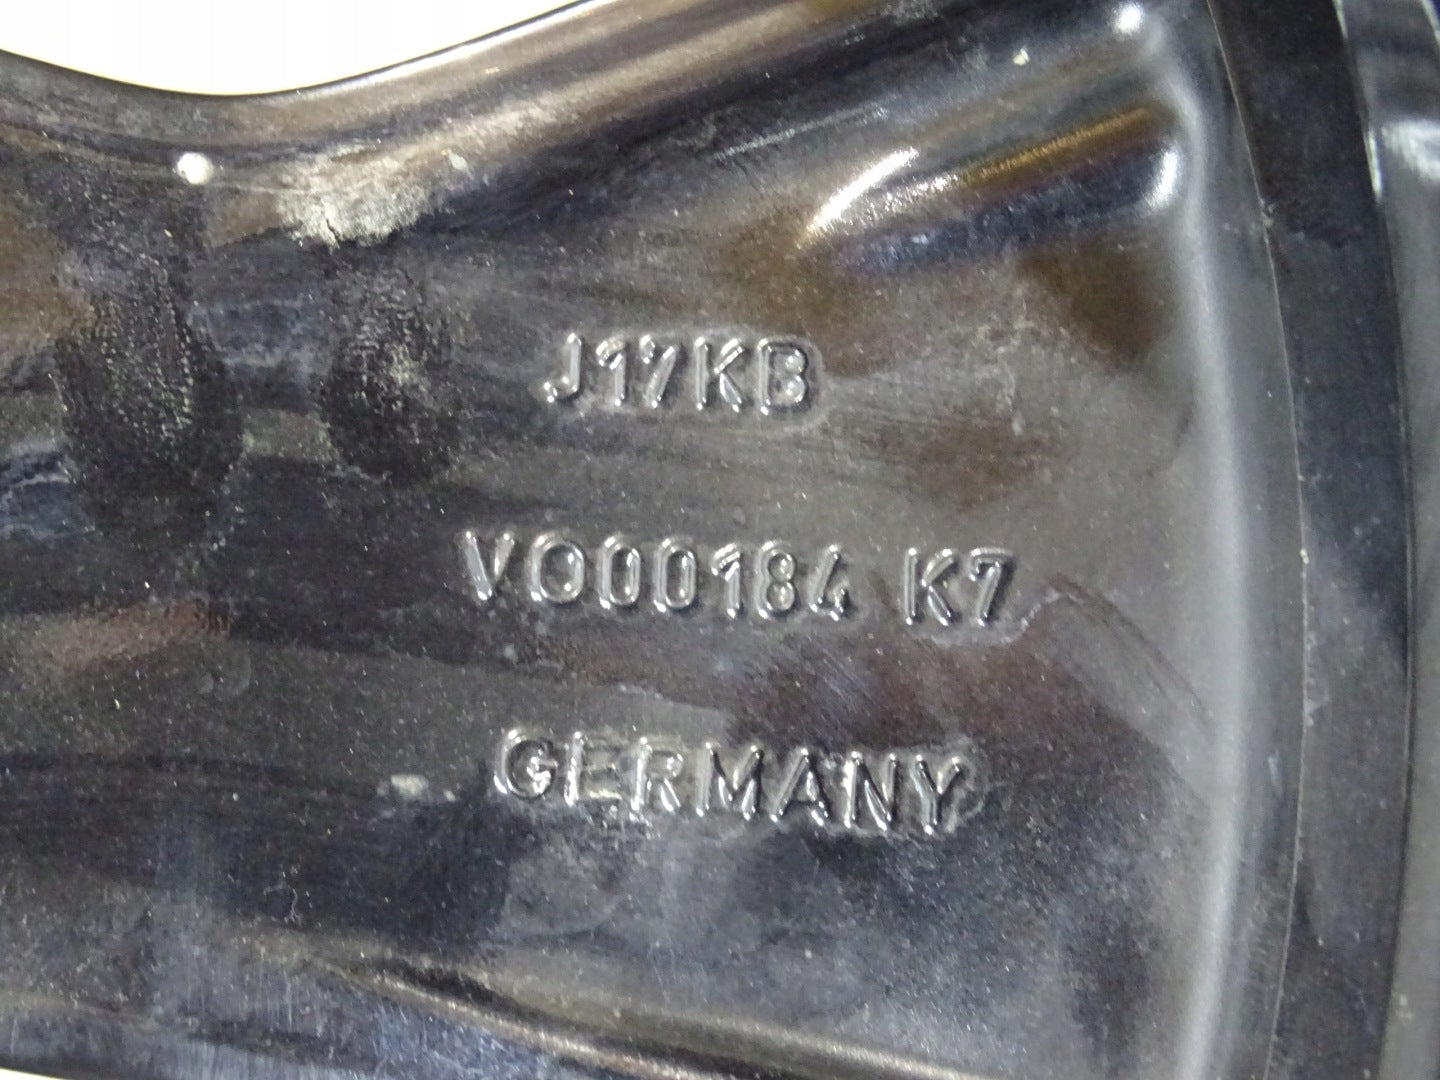 J17KB
VO00184 K7
GERMANY